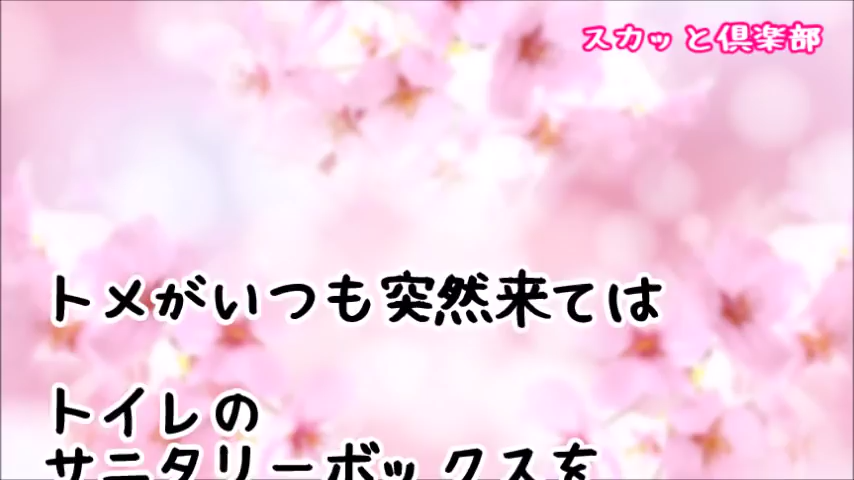 スカッと倶楽部
トメがいつも突然来ては
トイレの
サニタリーボックスを